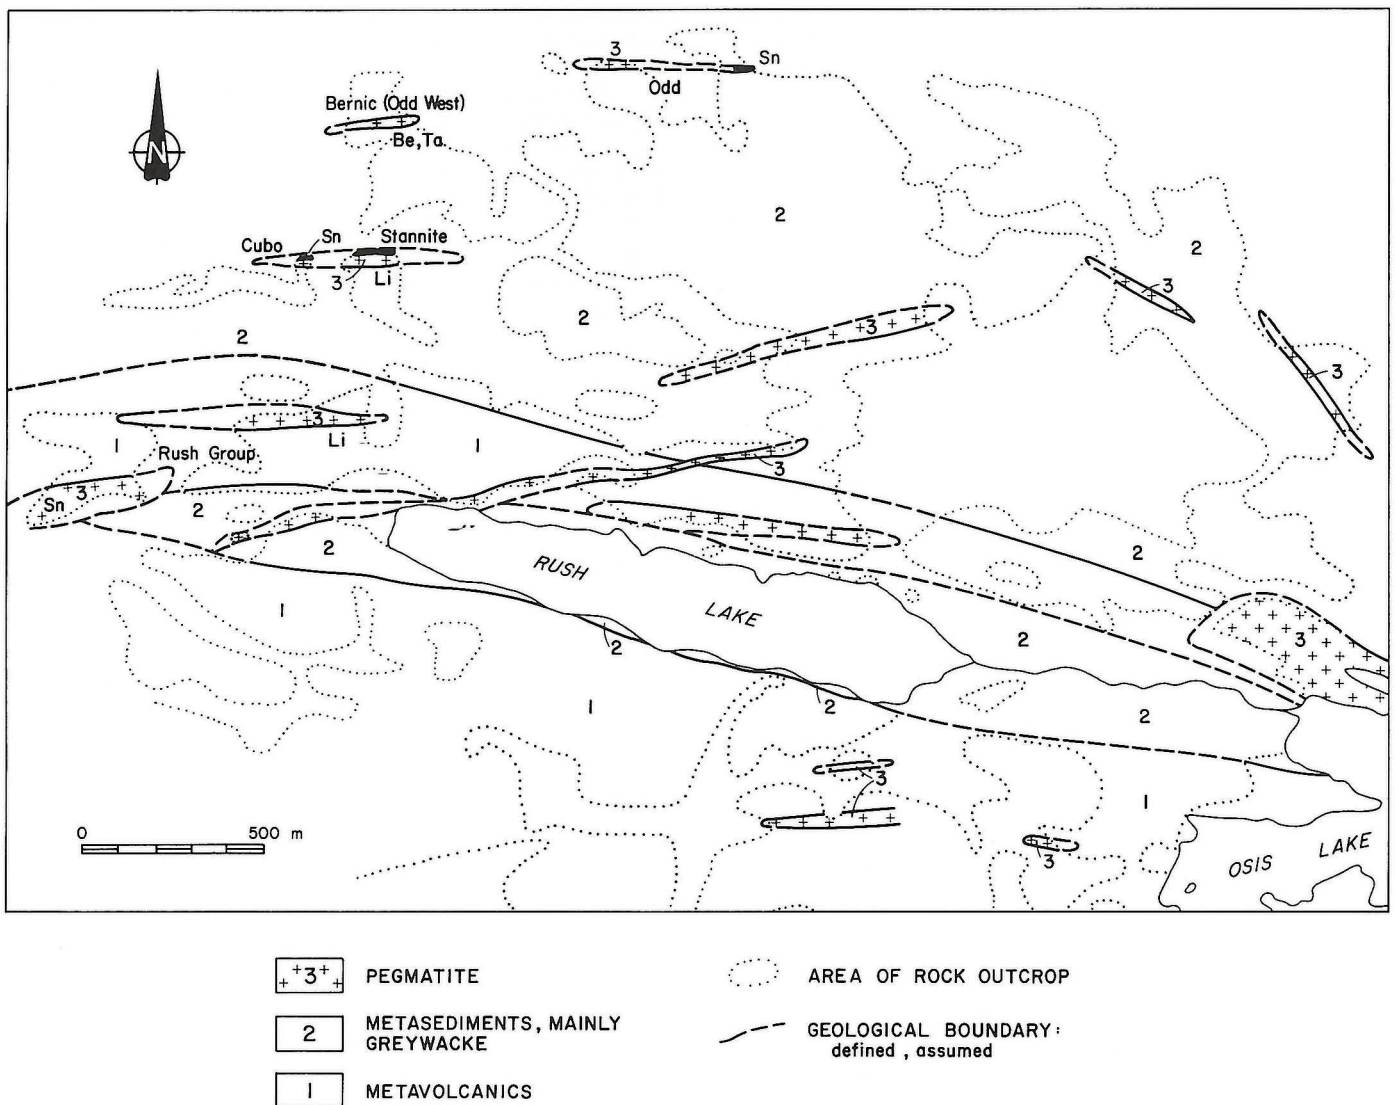 3
Sn
Odd
Bernic (Odd West)
Be, Ta
N
2
2
Cubo
Sn
Stannite
3
Li
3
2
3
2
3
3
Li
1
1
Rush Group
3
3
Sn
2
2
2
RUSH
LAKE
1
2
2
3
1
2
2
3
1
3
OSIS LAKE
0 500 m
3 PEGMATITE
AREA OF ROCK OUTCROP
2 METASEDIMENTS, MAINLY
GREYWACKE
GEOLOGICAL BOUNDARY:
defined, assumed
1 METAVOLCANICS